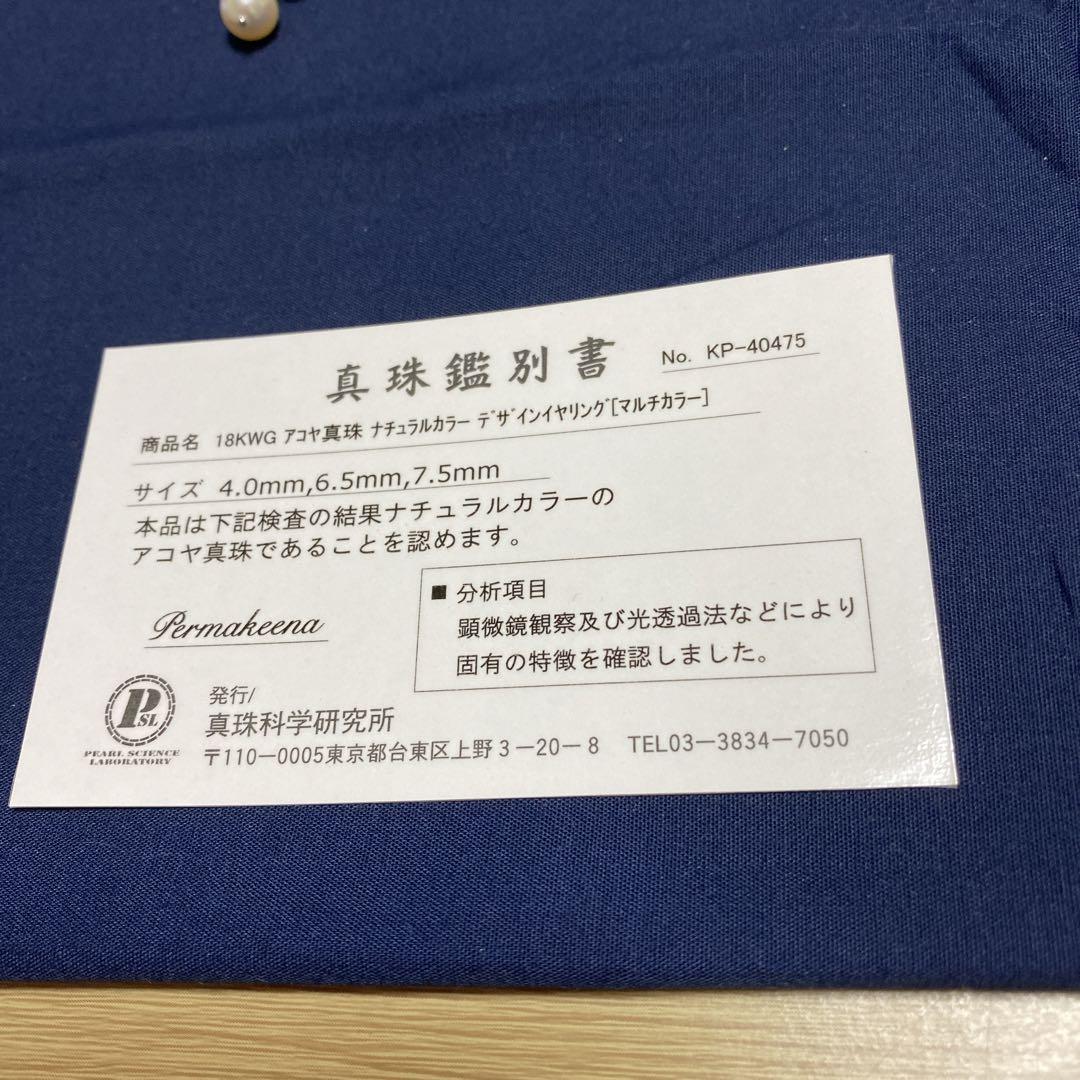 真珠鑑別書
No. KP-40475
商品名 18KWG アコヤ真珠 ナチュラルカラー デザインイヤリング[マルチカラー]
サイズ 4.0mm,6.5mm,7.5mm
本品は下記検査の結果ナチュラルカラーの
アコヤ真珠であることを認めます。
■ 分析項目
顕微鏡観察及び光透過法などにより
固有の特徴を確認しました。
Permakeena
PSL
PEARL SCIENCE
LABORATORY
発行/
真珠科学研究所
〒110-0005東京都台東区上野3-20-8 TEL03-3834-7050